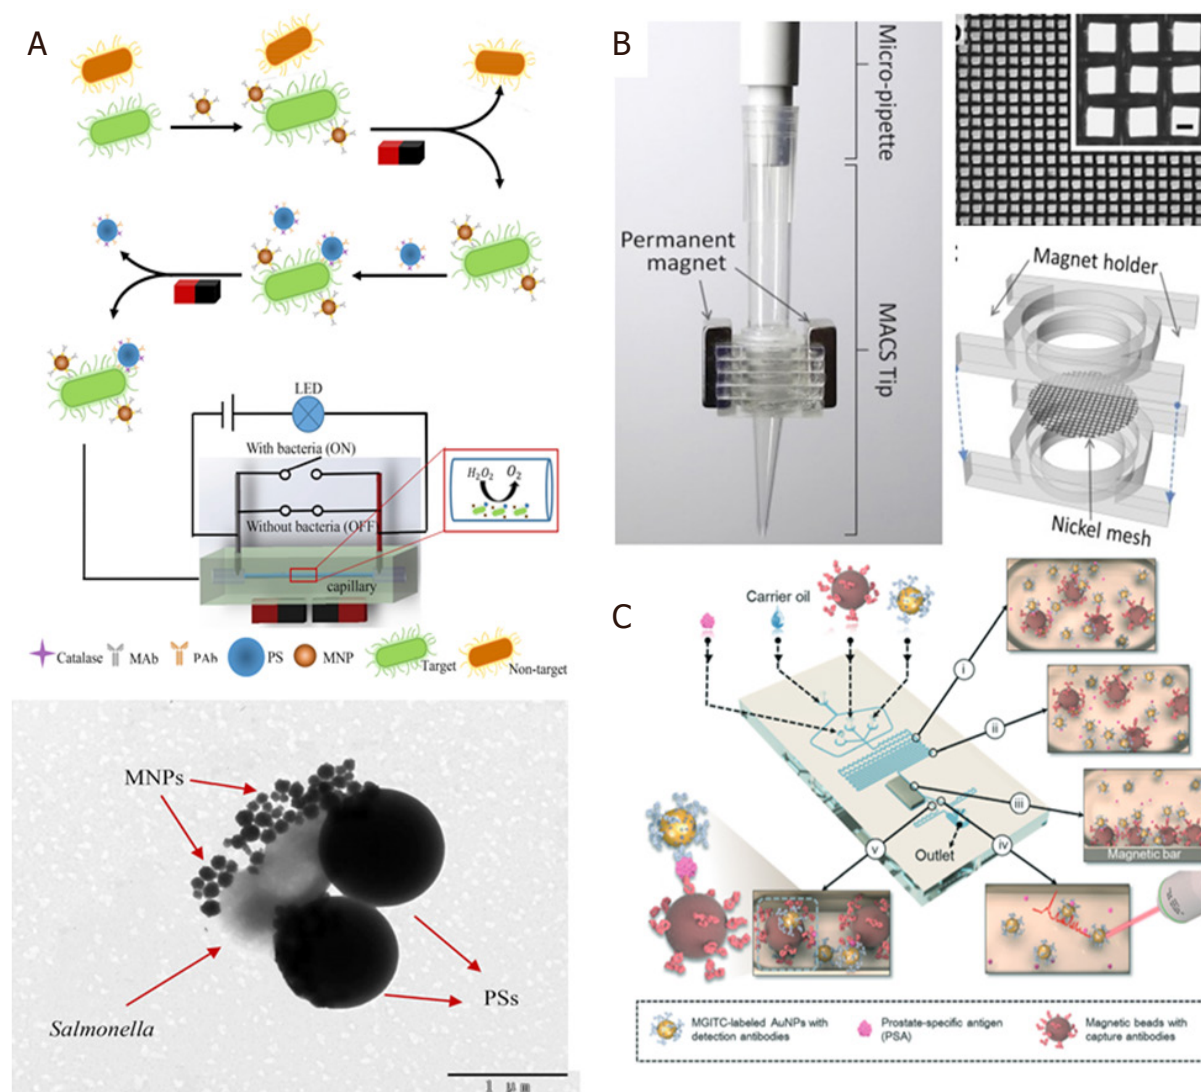 A
LED
With bacteria (ON)
H₂O₂ O₂
Without bacteria (OFF)
capillary
Catalase MAb PAb PS MNP Target Non-target
MNPs
Salmonella
PSs
1 μm
B
Micro-pipette
Permanent
magnet
MACS Tip
Magnet holder
Nickel mesh
C
Carrier oil
i
ii
iii
Magnetic bar
iv
v
Outlet
MGITC-labeled AuNPs with
detection antibodies
Prostate-specific antigen
(PSA)
Magnetic beads with
capture antibodies